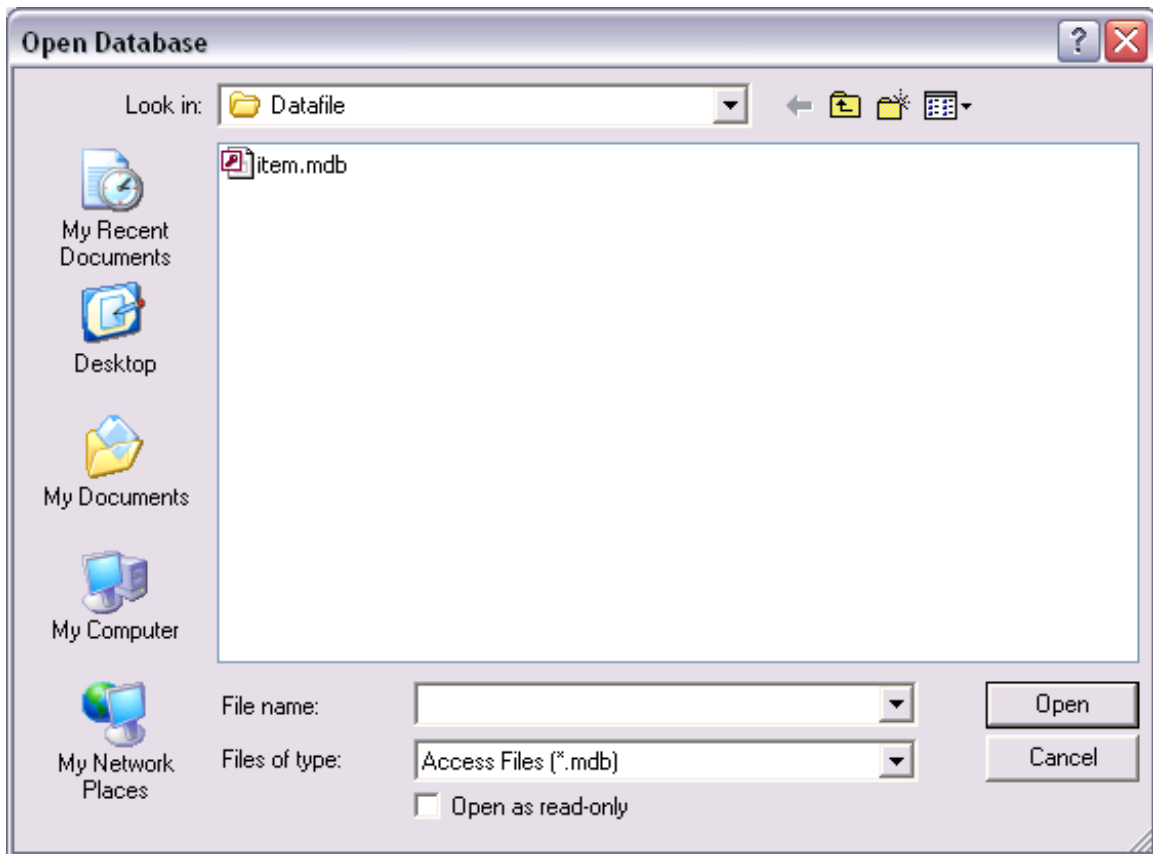 Open Database
Look in: Datafile
item.mdb
My Recent
Documents
Desktop
My Documents
My Computer
My Network
Places
File name:
Open
Files of type: Access Files (*.mdb)
Cancel
Open as read-only